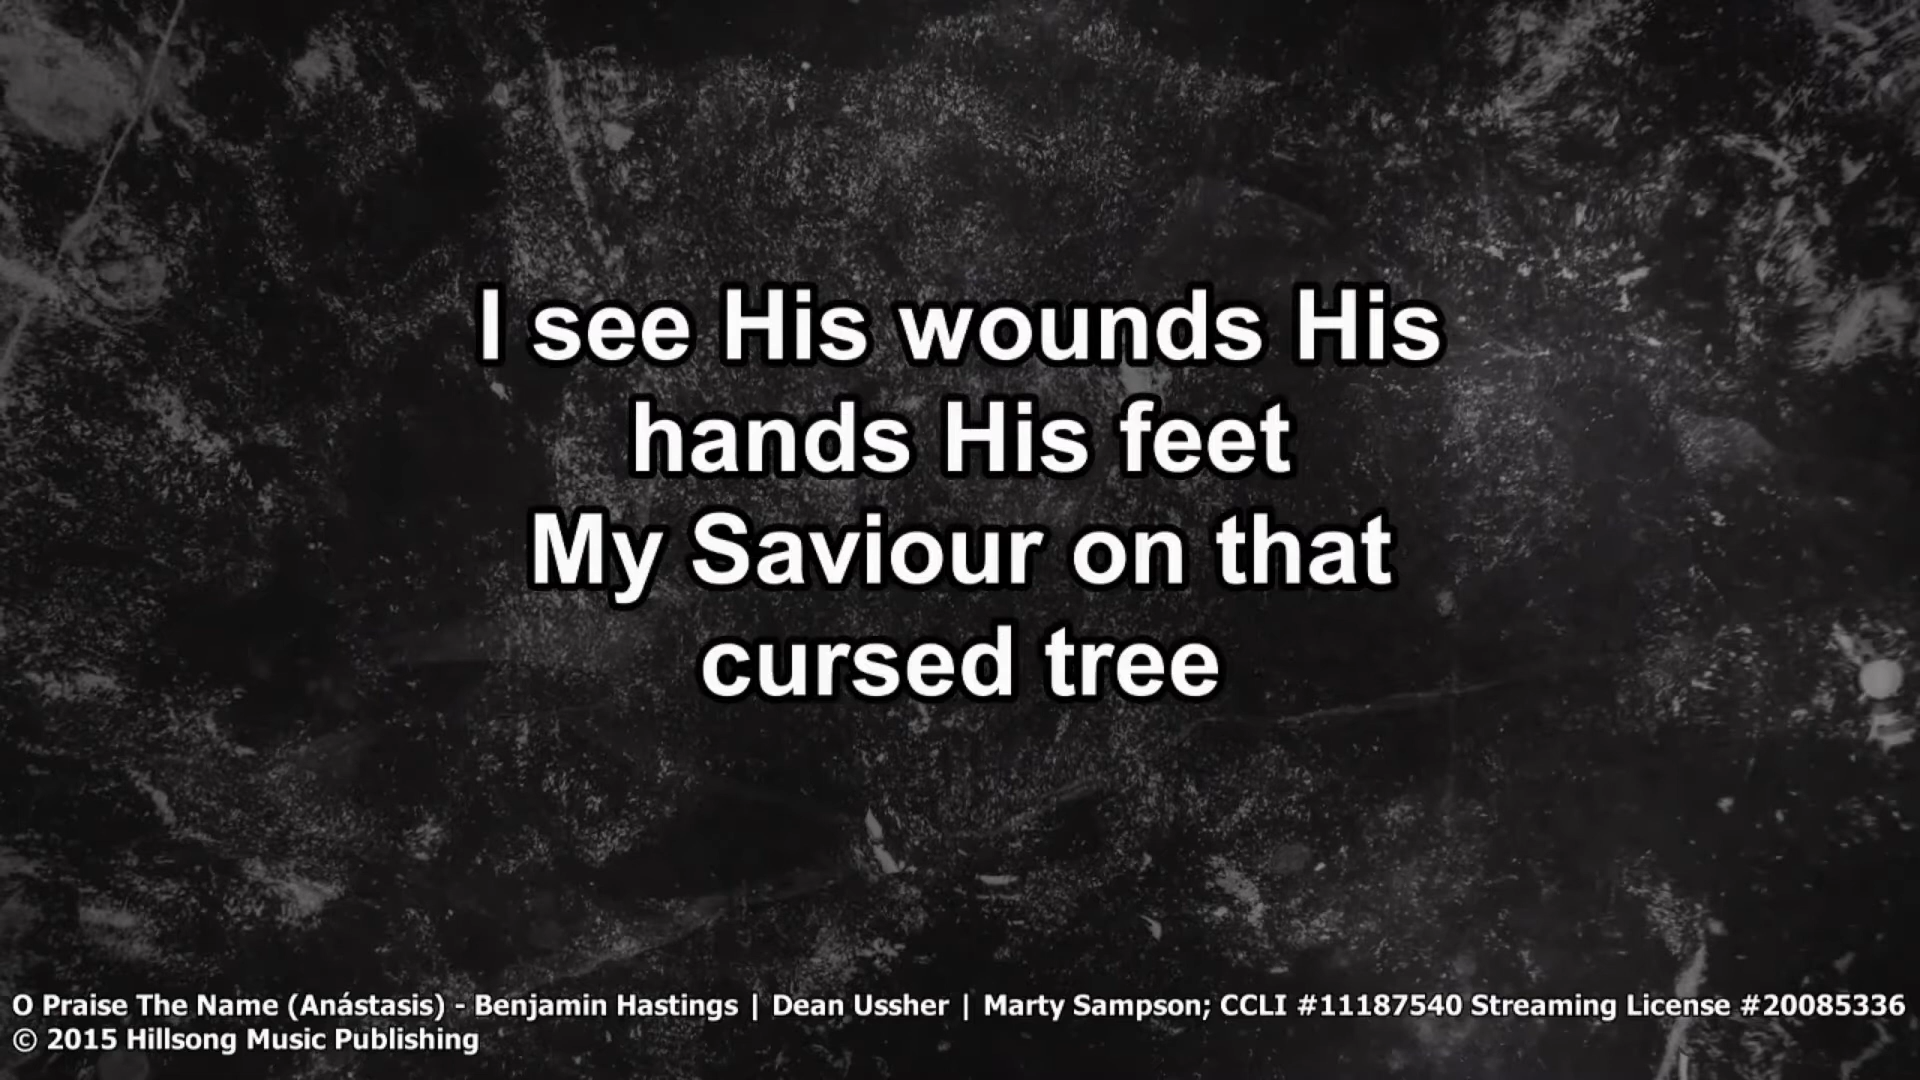 I see His wounds His
hands His feet
My Saviour on that
cursed tree
O Praise The Name (Anástasis) - Benjamin Hastings | Dean Ussher | Marty Sampson; CCLI #11187540 Streaming License #20085336
© 2015 Hillsong Music Publishing